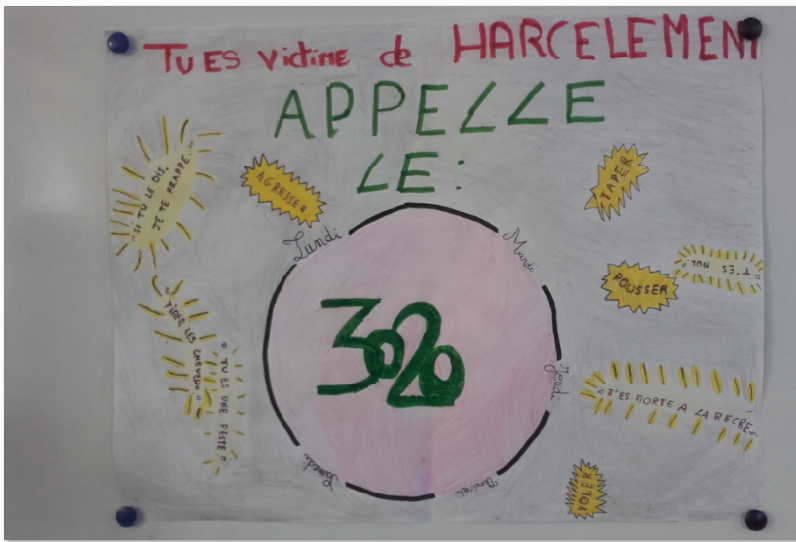 TU ES victime de HARCELEMENT
APPELLE
LE :
"SI TU LE DIS,
JE TE FRAPPE."
AGRESSER
TAPER
Lundi
Mardi
"T'ES NUL"
POUSSER
"TIRER LES CHEVEUX"
3020
"TU ES UNE PESTE"
Jeudi
"T'ES MORTE A LA RECRE"
Samedi
Vendredi
VOLER